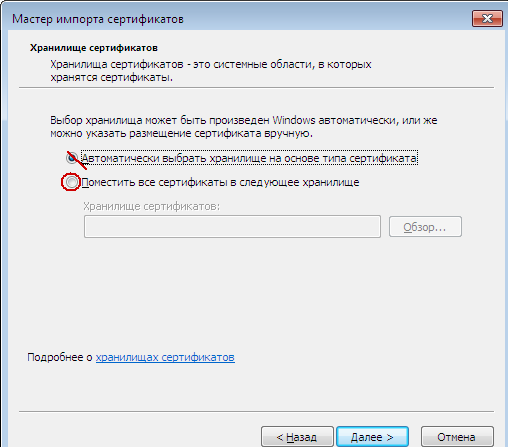 Мастер импорта сертификатов
Хранилище сертификатов
Хранилища сертификатов - это системные области, в которых
хранятся сертификаты.
Выбор хранилища может быть произведен Windows автоматически, или же
можно указать размещение сертификата вручную.
Автоматически выбрать хранилище на основе типа сертификата
Поместить все сертификаты в следующее хранилище
Хранилище сертификатов:
Обзор...
Подробнее о хранилищах сертификатов
< Назад
Далее >
Отмена